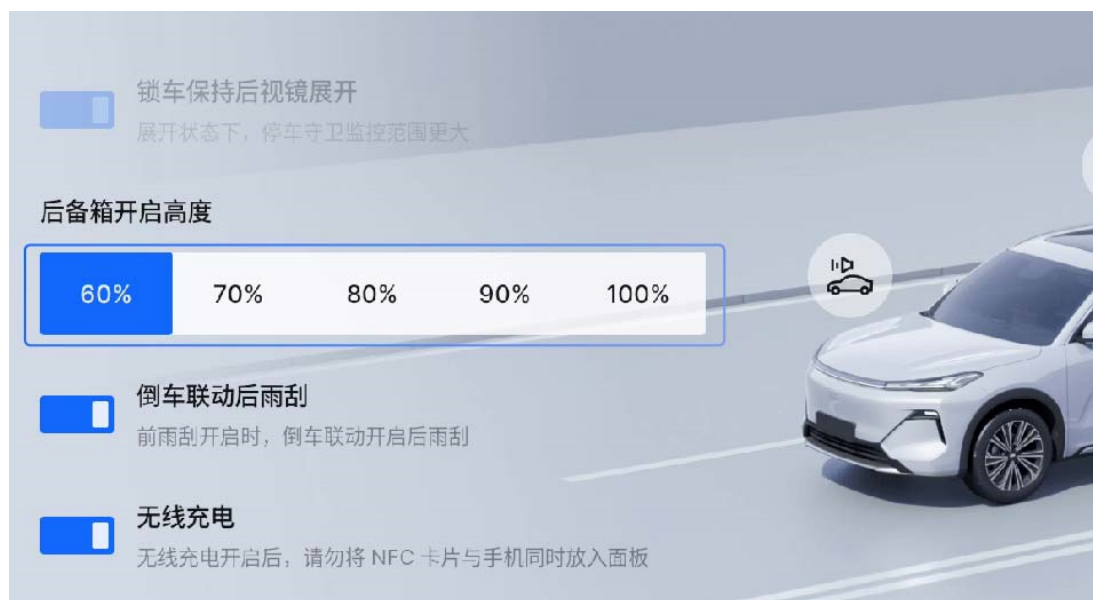 锁车保持后视镜展开
展开状态下，停车守卫监控范围更大
后备箱开启高度
60% 70% 80% 90% 100%
倒车联动后雨刮
前雨刮开启时，倒车联动开启后雨刮
无线充电
无线充电开启后，请勿将 NFC 卡片与手机同时放入面板